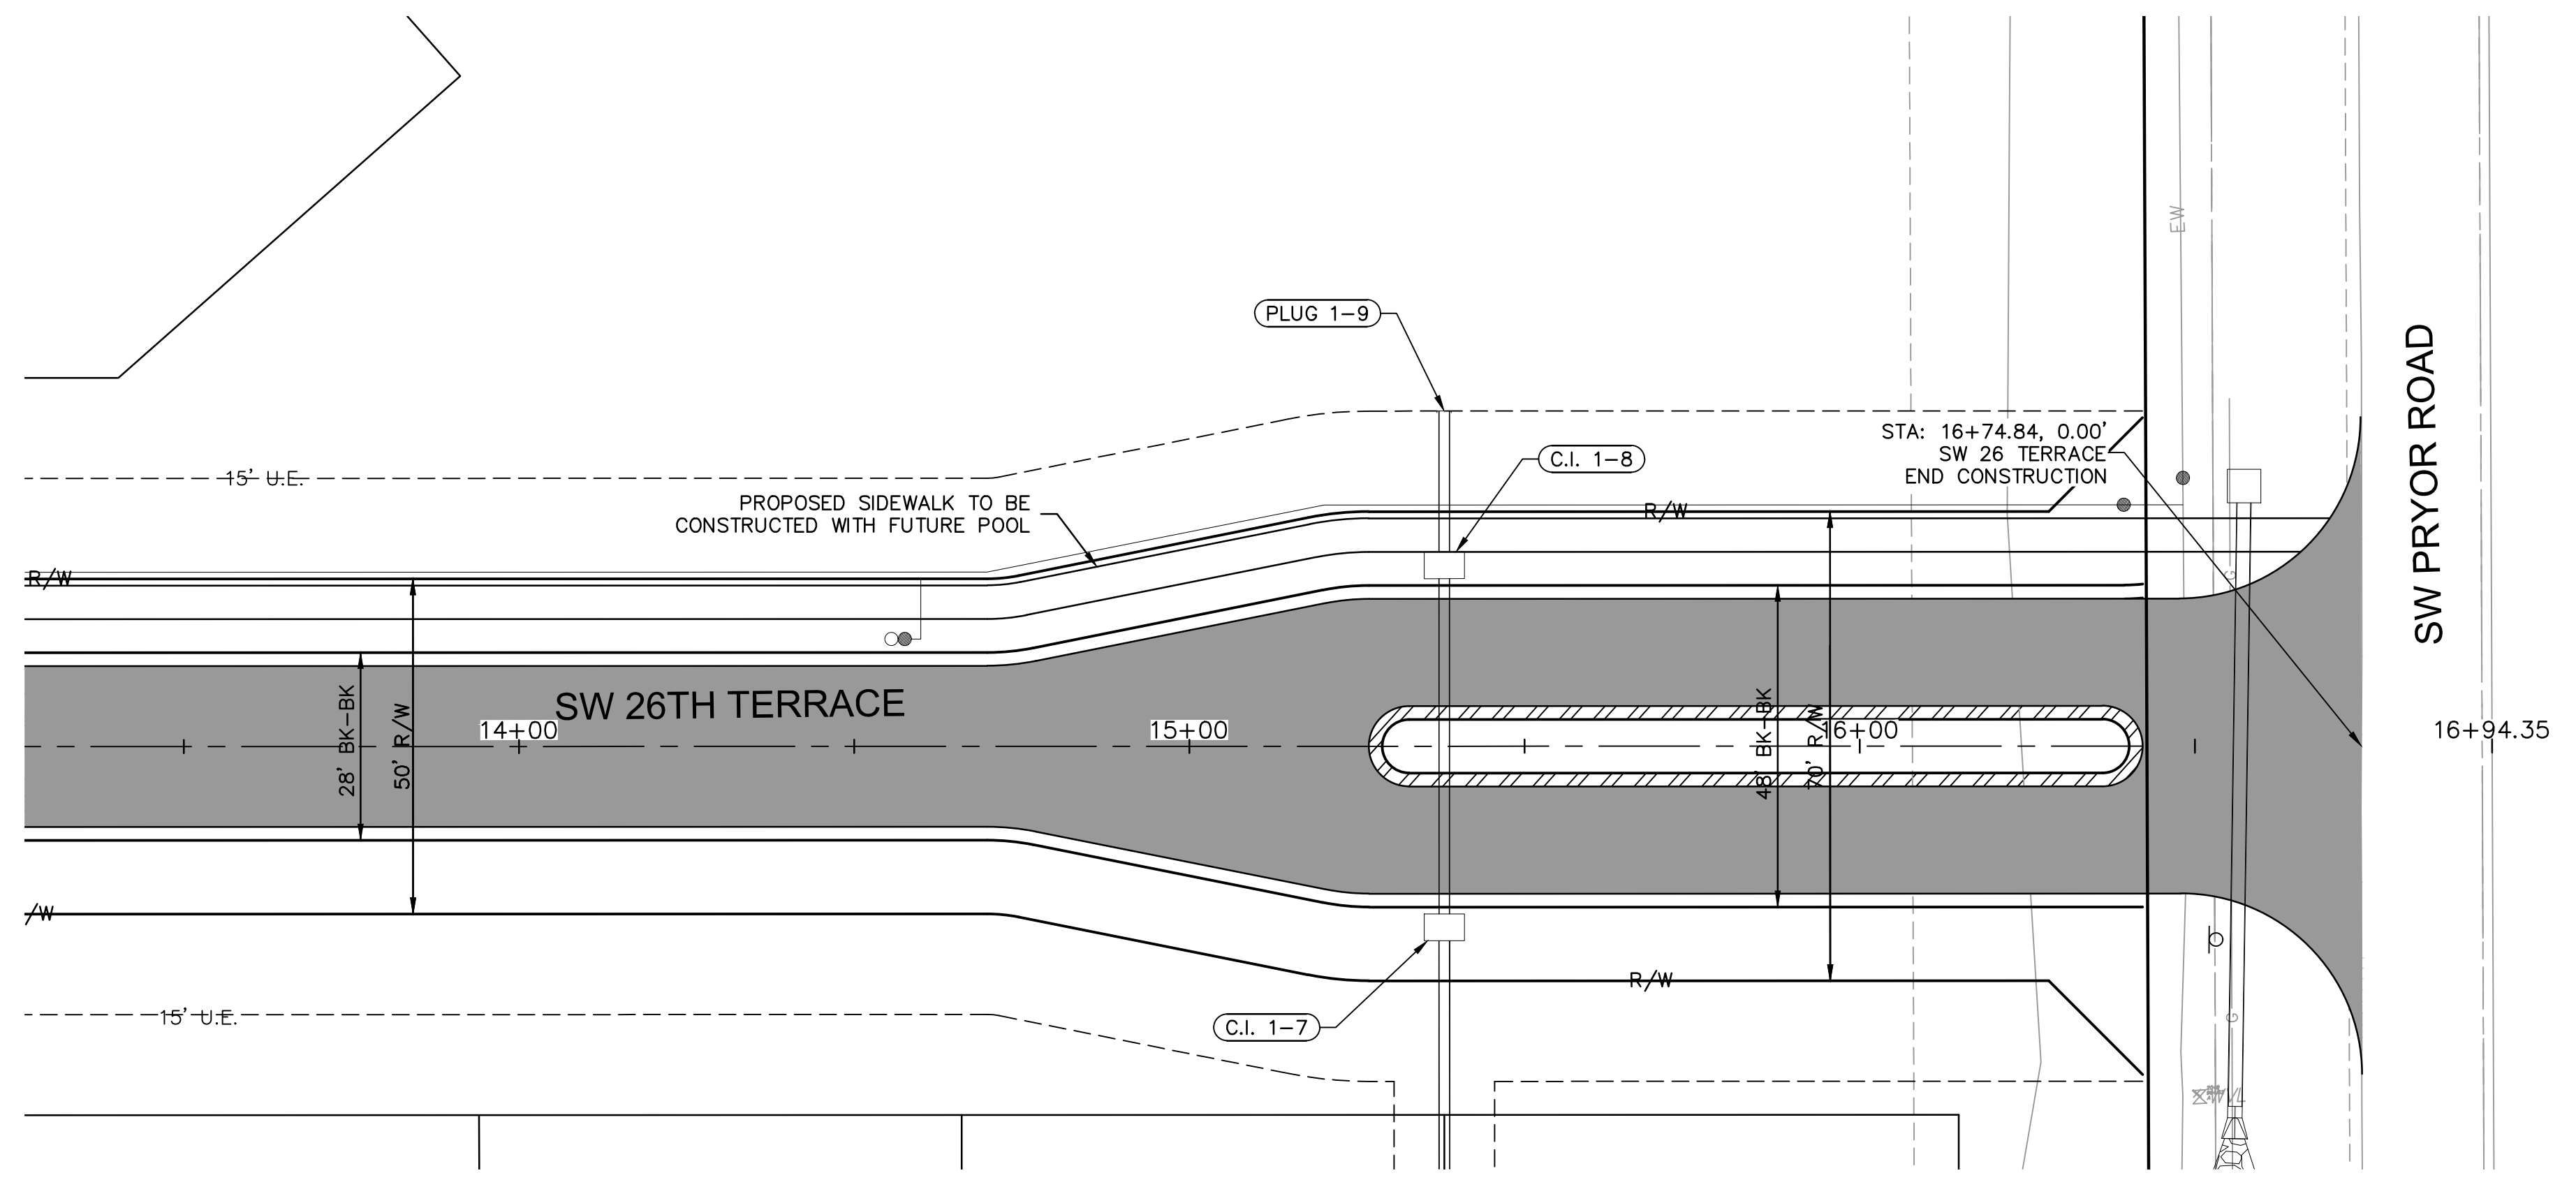 EW
PLUG 1-9
SW PRYOR ROAD
STA: 16+74.84, 0.00'
SW 26 TERRACE
END CONSTRUCTION
C.I. 1-8
15' U.E.
PROPOSED SIDEWALK TO BE
CONSTRUCTED WITH FUTURE POOL
R/W
R/W
G
28' BK-BK
50' R/W
SW 26TH TERRACE
14+00
15+00
48' BK-BK
70' R/W
16+00
16+94.35
/W
R/W
15' U.E.
C.I. 1-7
G